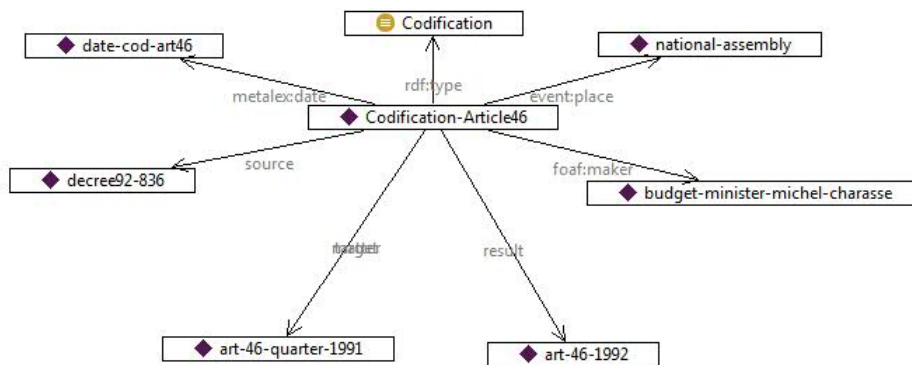 Codification
date-cod-art46
national-assembly
rdf:type
metalex:date
event:place
Codification-Article46
source
foaf:maker
decree92-836
budget-minister-michel-charasse
result
art-46-quarter-1991
art-46-1992